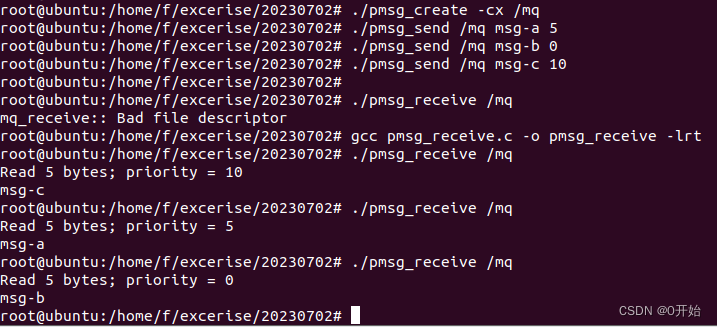 root@ubuntu:/home/f/excerise/20230702# ./pmsg_create -cx /mq
root@ubuntu:/home/f/excerise/20230702# ./pmsg_send /mq msg-a 5
root@ubuntu:/home/f/excerise/20230702# ./pmsg_send /mq msg-b 0
root@ubuntu:/home/f/excerise/20230702# ./pmsg_send /mq msg-c 10
root@ubuntu:/home/f/excerise/20230702#
root@ubuntu:/home/f/excerise/20230702# ./pmsg_receive /mq
mq_receive:: Bad file descriptor
root@ubuntu:/home/f/excerise/20230702# gcc pmsg_receive.c -o pmsg_receive -lrt
root@ubuntu:/home/f/excerise/20230702# ./pmsg_receive /mq
Read 5 bytes; priority = 10
msg-c
root@ubuntu:/home/f/excerise/20230702# ./pmsg_receive /mq
Read 5 bytes; priority = 5
msg-a
root@ubuntu:/home/f/excerise/20230702# ./pmsg_receive /mq
Read 5 bytes; priority = 0
msg-b
root@ubuntu:/home/f/excerise/20230702#
CSDN @0开始